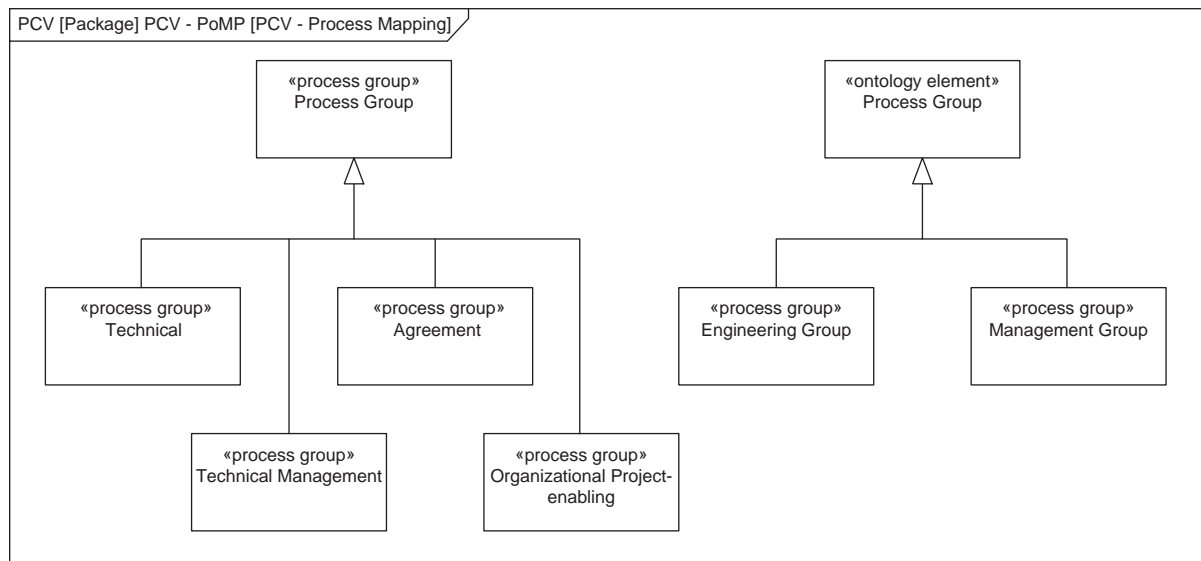 PCV [Package] PCV - PoMP [PCV - Process Mapping]
«process group»
Process Group
«ontology element»
Process Group
«process group»
Technical
«process group»
Agreement
«process group»
Engineering Group
«process group»
Management Group
«process group»
Technical Management
«process group»
Organizational Project-
enabling